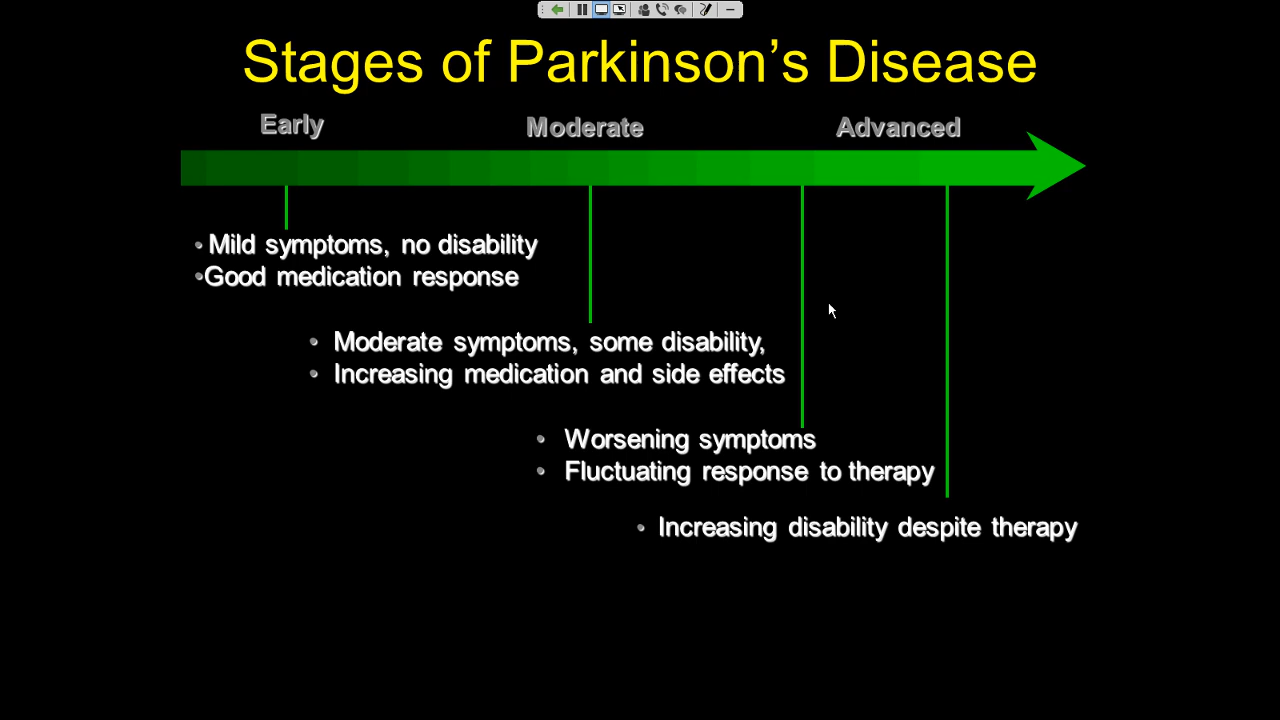 Stages of Parkinson’s Disease
Early Moderate Advanced
• Mild symptoms, no disability
•Good medication response
• Moderate symptoms, some disability,
• Increasing medication and side effects
• Worsening symptoms
• Fluctuating response to therapy
• Increasing disability despite therapy